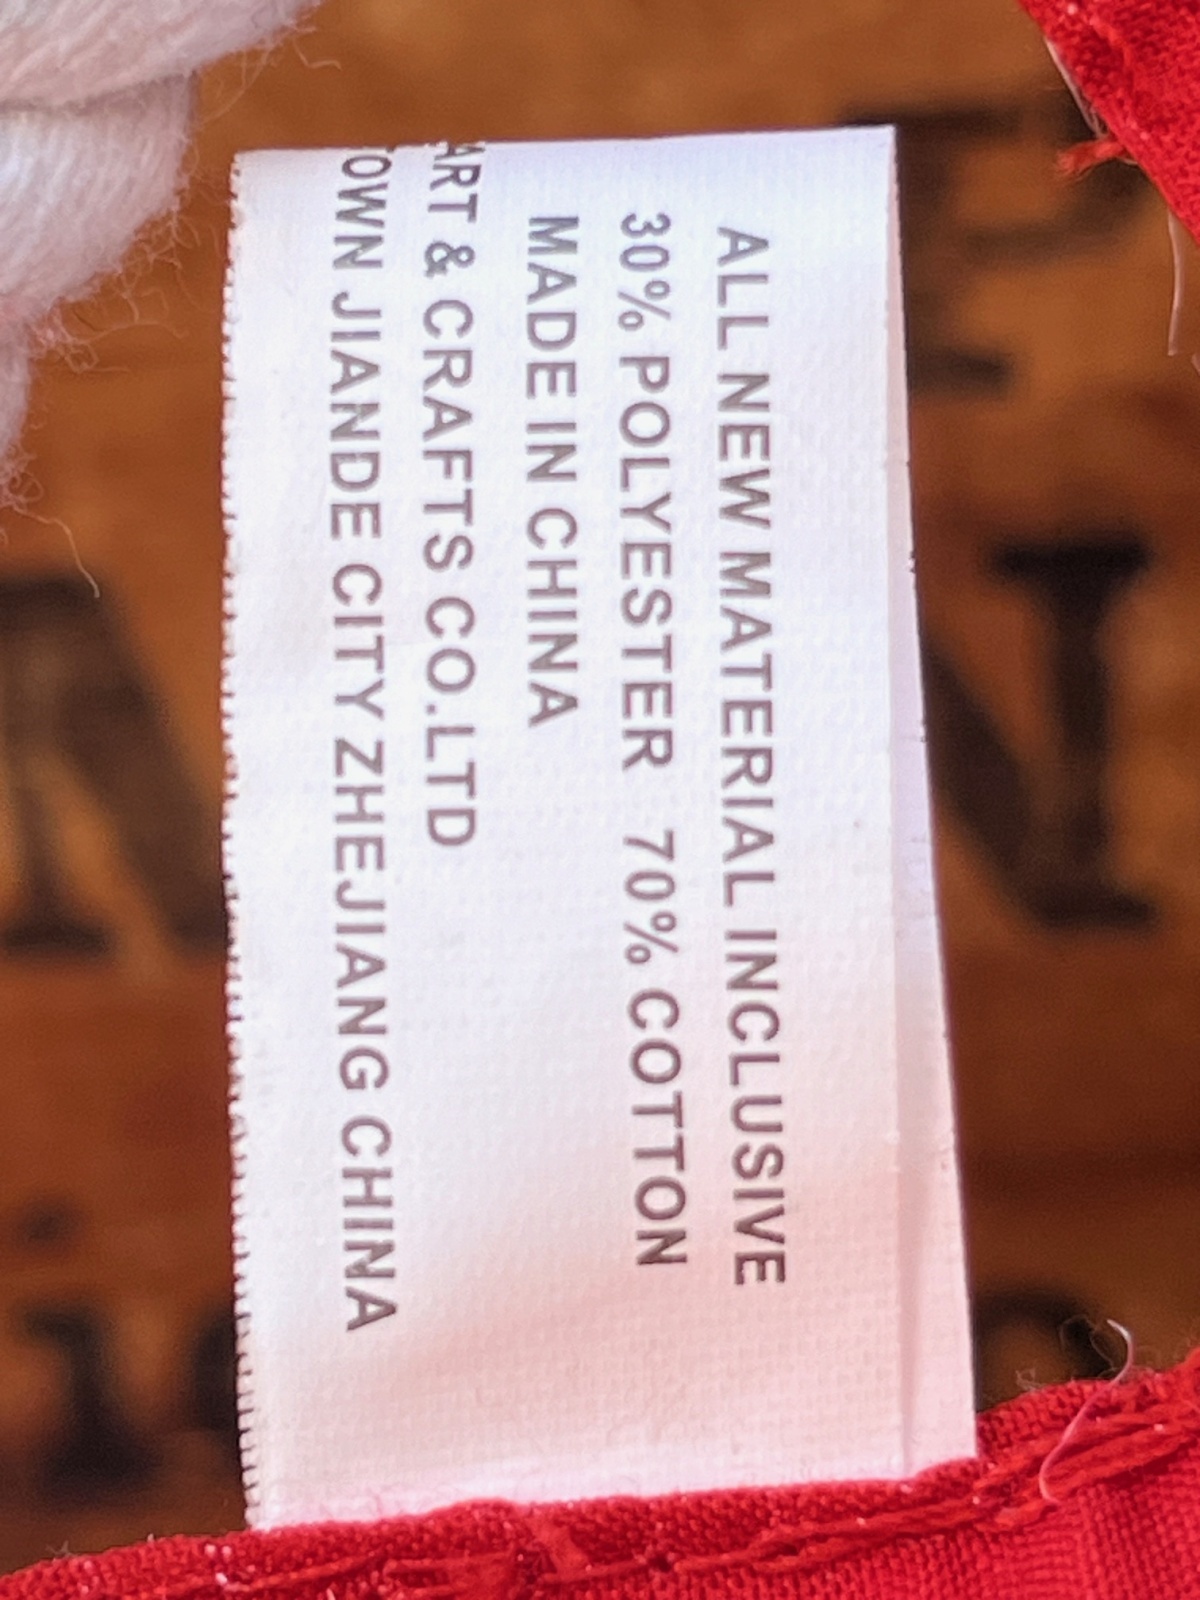 ALL NEW MATERIAL INCLUSIVE
30% POLYESTER 70% COTTON
MADE IN CHINA
ART & CRAFTS CO.LTD
OWN JIANDE CITY ZHEJIANG CHINA